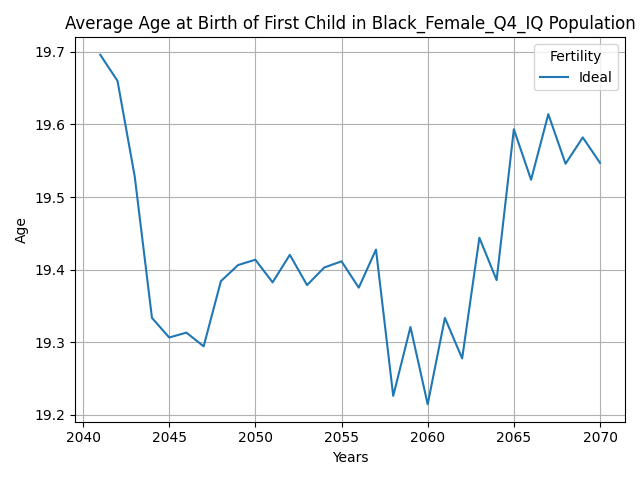 Average Age at Birth of First Child in Black_Female_Q4_IQ Population
Fertility
Ideal
19.7
19.6
19.5
19.4
19.3
19.2
Age
2040
2045
2050
2055
2060
2065
2070
Years